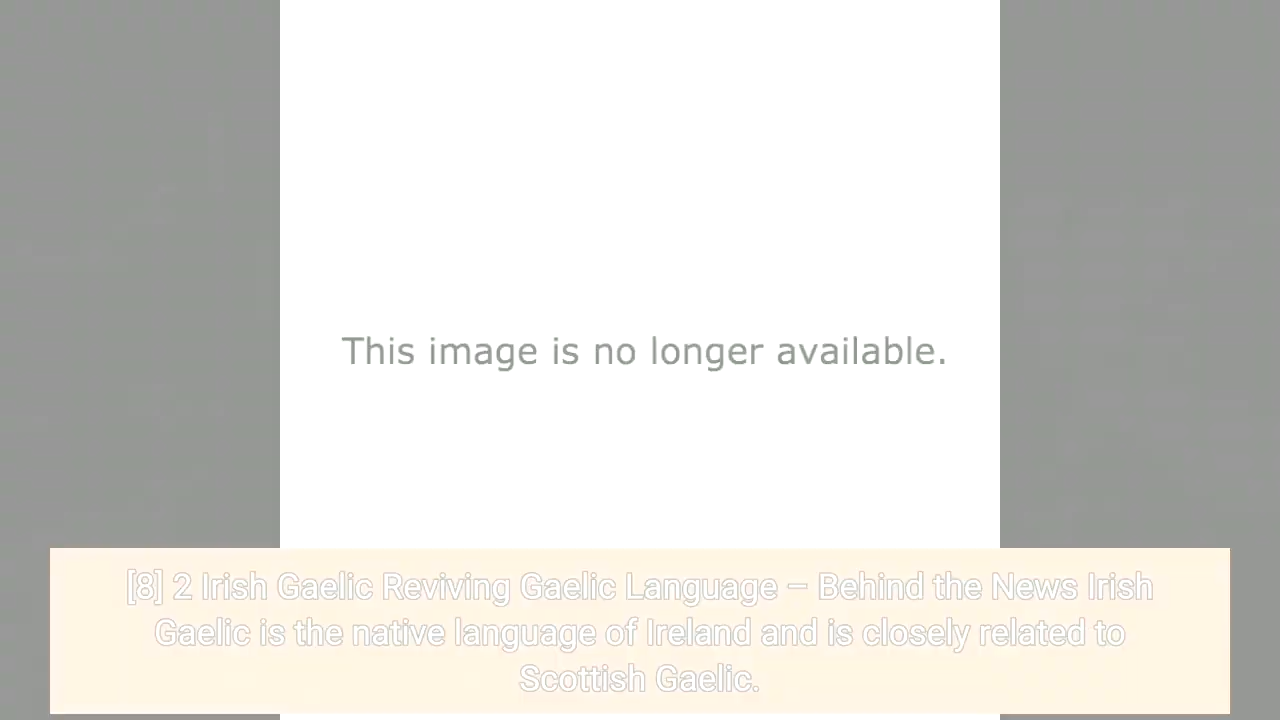 This image is no longer available.
[8] 2 Irish Gaelic Reviving Gaelic Language – Behind the News Irish
Gaelic is the native language of Ireland and is closely related to
Scottish Gaelic.